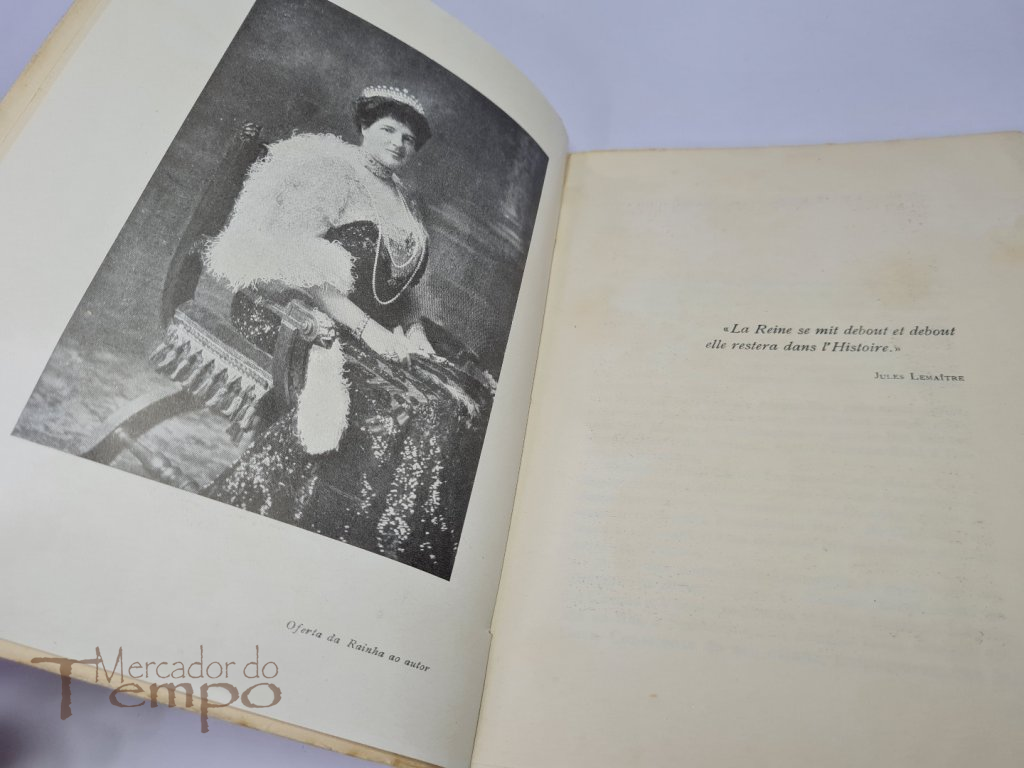 Oferta da Rainha ao autor
«La Reine se mit debout et debout
elle restera dans l'Histoire.»
Jules Lemaître
Mercador do
Tempo